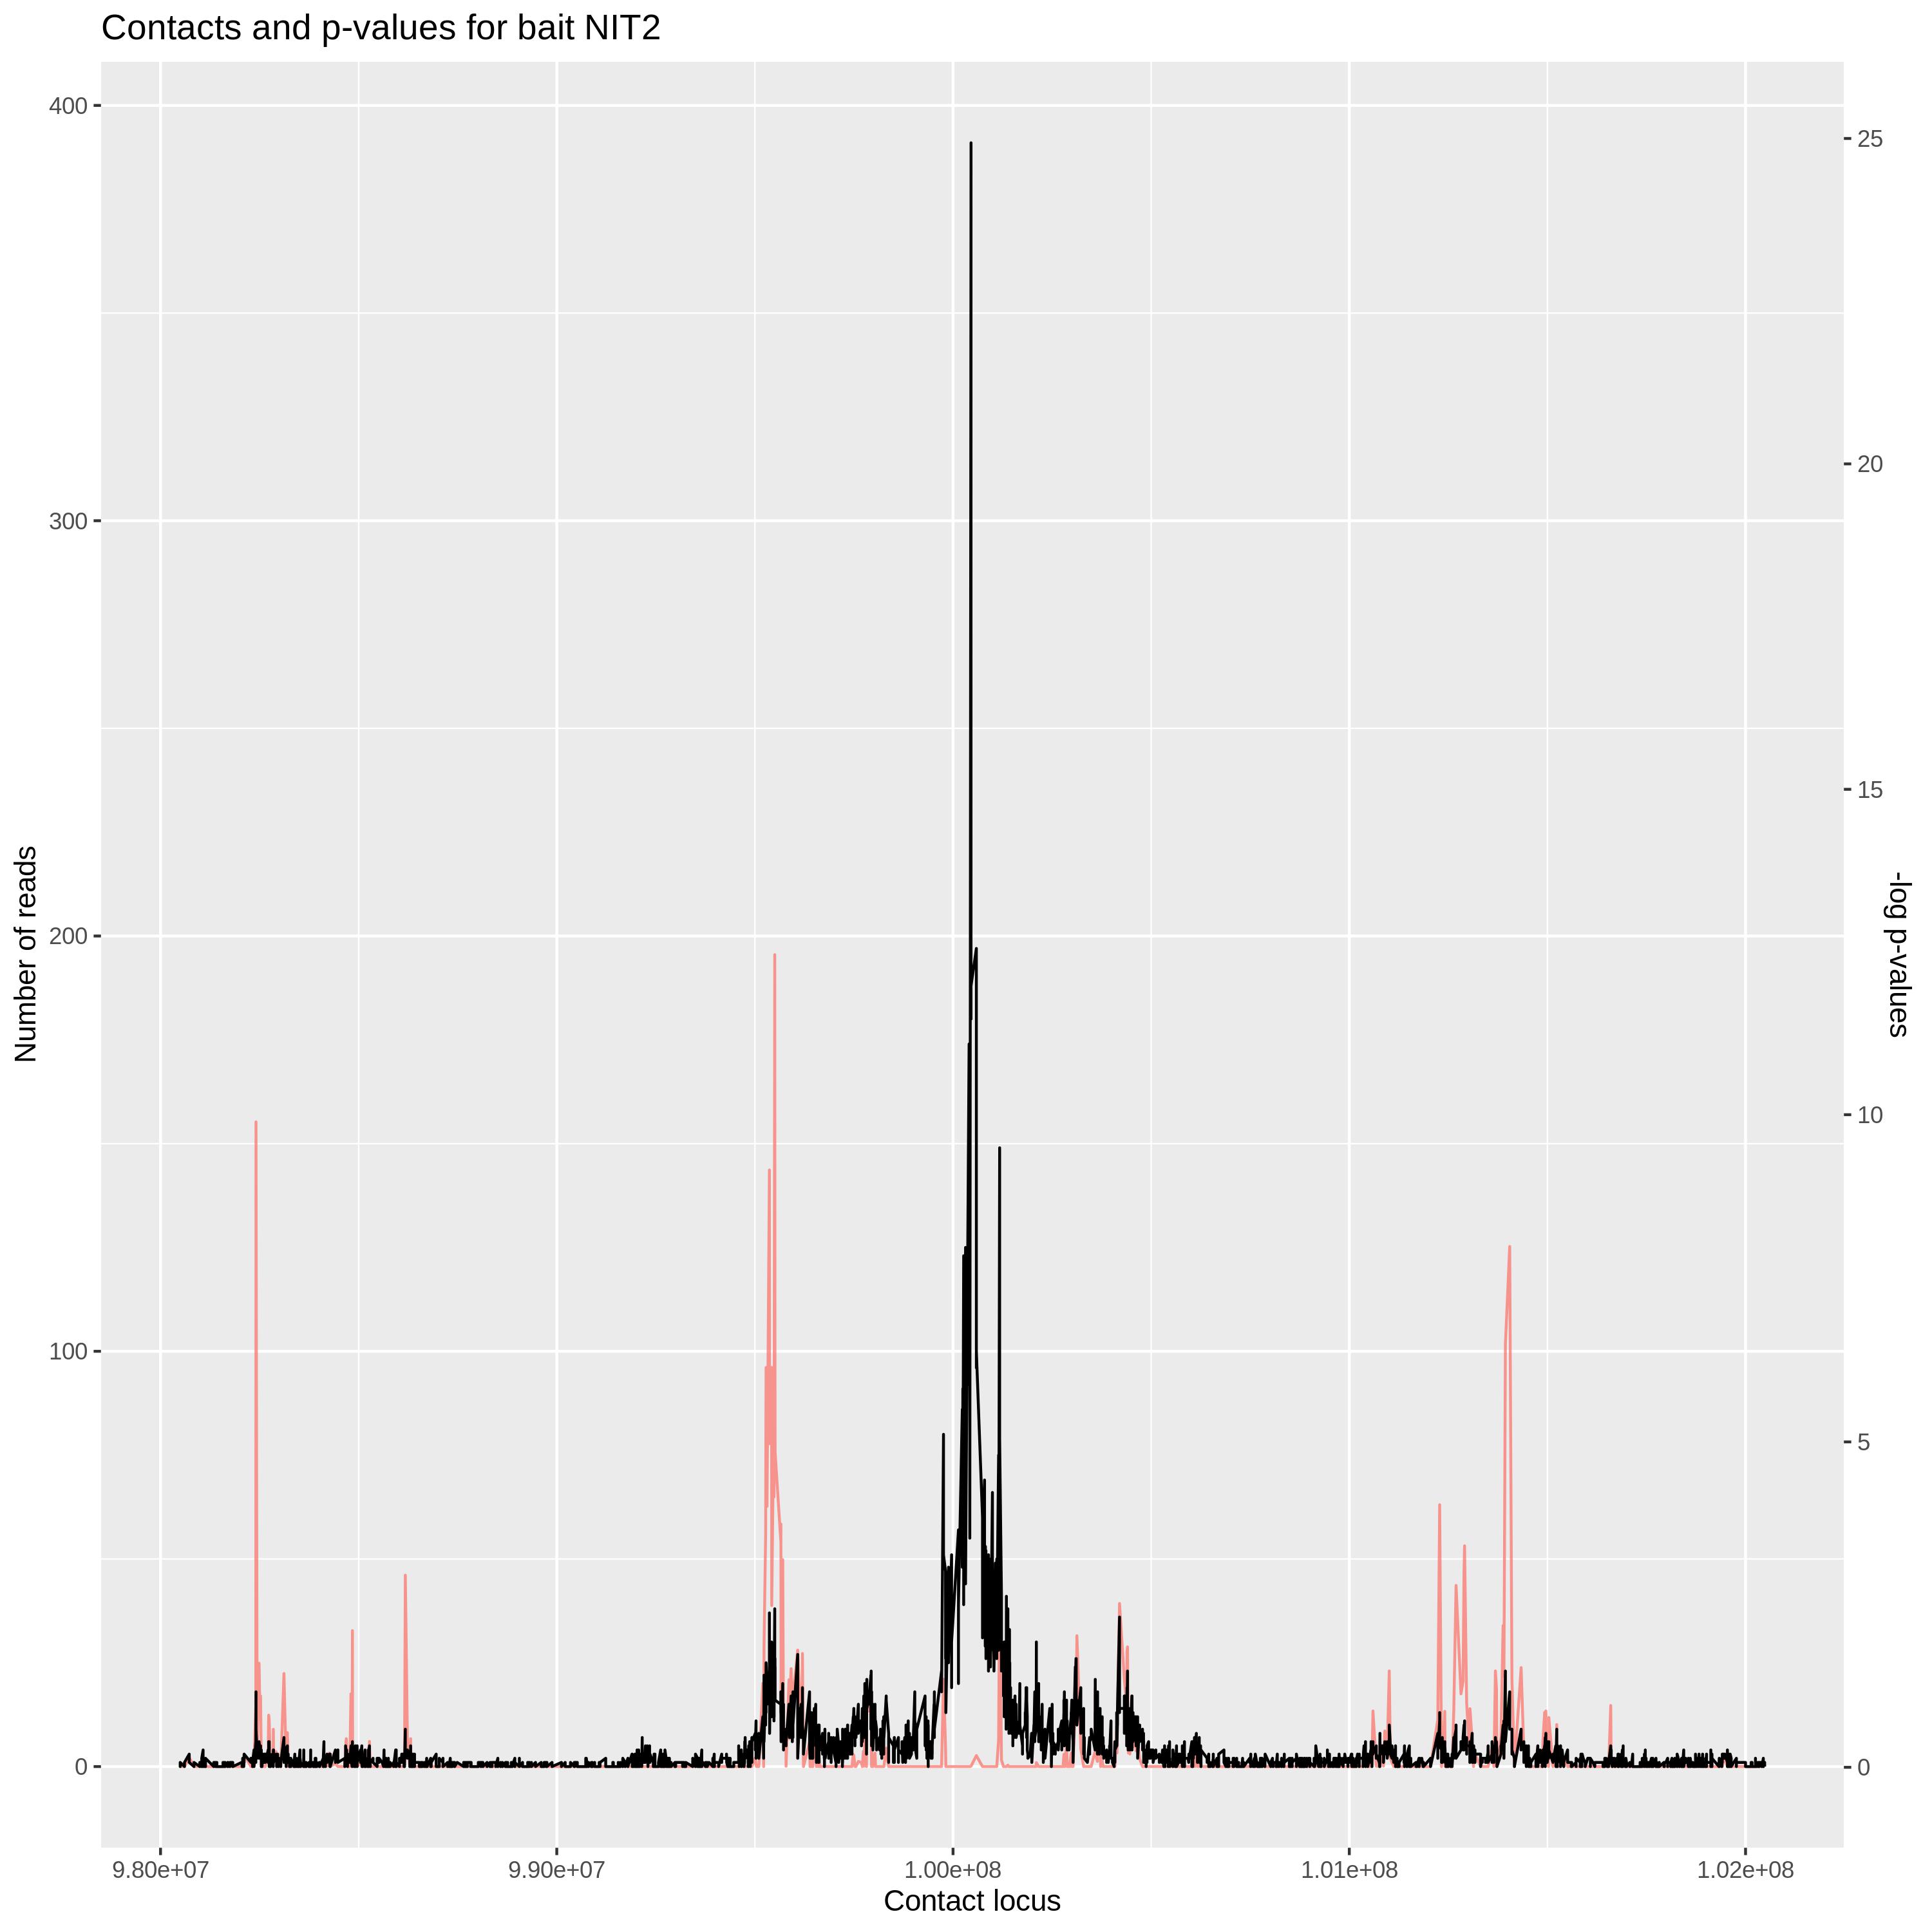 Contacts and p-values for bait NIT2
400
300
200
100
0
Number of reads
25
20
15
10
5
0
-log p-values
9.80e+07
9.90e+07
1.00e+08
1.01e+08
1.02e+08
Contact locus